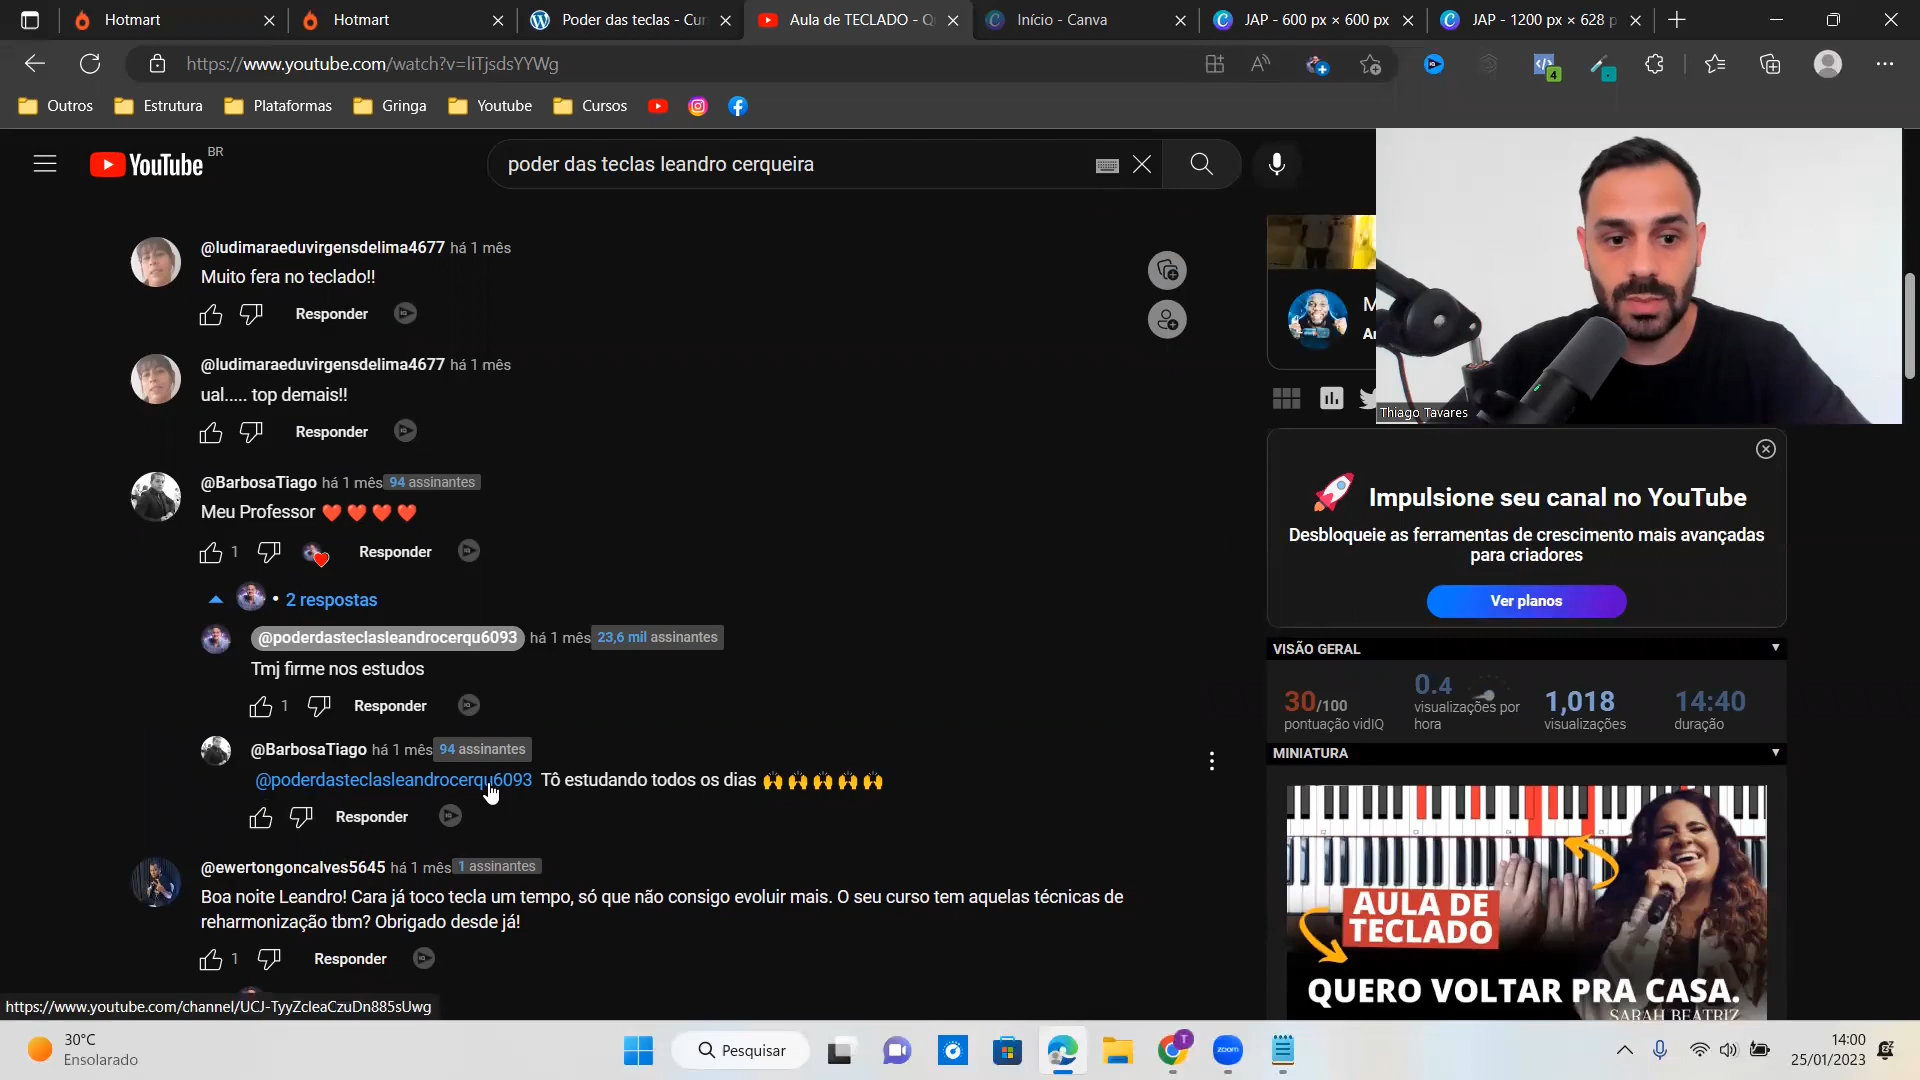 Hotmart
Hotmart
Poder das teclas - Cur
Aula de TECLADO - Q
Início - Canva
JAP - 600 px × 600 px
JAP - 1200 px × 628 p
https://www.youtube.com/watch?v=liTjsdsYYWg
4
Outros
Estrutura
Plataformas
Gringa
Youtube
Cursos
YouTube BR
poder das teclas leandro cerqueira
Thiago Tavares
@ludimaraeduvirgensdelima4677 há 1 mês
Muito fera no teclado!!
Responder
@ludimaraeduvirgensdelima4677 há 1 mês
ual..... top demais!!
Responder
@BarbosaTiago há 1 mês 94 assinantes
Meu Professor ❤️ ❤️ ❤️ ❤️
1 Responder
• 2 respostas
@poderdasteclasleandrocerqu6093 há 1 mês 23,6 mil assinantes
Tmj firme nos estudos
1 Responder
@BarbosaTiago há 1 mês 94 assinantes
@poderdasteclasleandrocerqu6093 Tô estudando todos os dias 🙌 🙌 🙌 🙌 🙌
Responder
@ewertongoncalves5645 há 1 mês 1 assinantes
Boa noite Leandro! Cara já toco tecla um tempo, só que não consigo evoluir mais. O seu curso tem aquelas técnicas de
reharmonização tbm? Obrigado desde já!
1 Responder
https://www.youtube.com/channel/UCJ-TyyZcleaCzuDn885sUwg
Impulsione seu canal no YouTube
Desbloqueie as ferramentas de crescimento mais avançadas
para criadores
Ver planos
VISÃO GERAL
30/100
pontuação vidIQ
0.4
visualizações por
hora
1,018
visualizações
14:40
duração
MINIATURA
AULA DE
TECLADO
QUERO VOLTAR PRA CASA.
SARAH BEATRIZ
30°C
Ensolarado
Pesquisar
T
zoom
14:00
25/01/2023